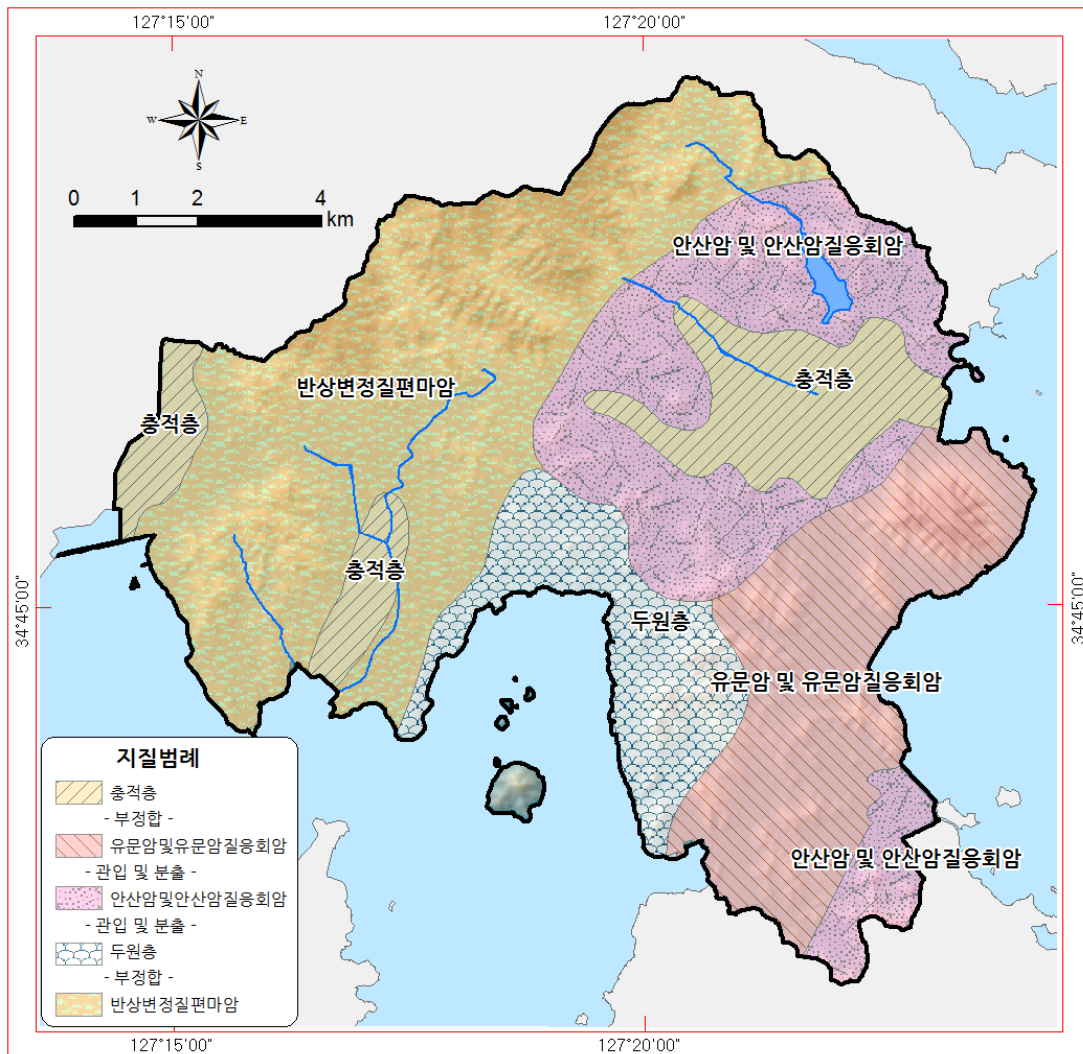 127°15'00"
127°20'00"
N
W
E
S
0
1
2
4
km
안산암 및 안산암질응회암
충적층
반상변정질편마암
충적층
충적층
34°45'00"
34°45'00"
두원층
유문암 및 유문암질응회암
안산암 및 안산암질응회암
지질범례
충적층
- 부정합 -
유문암및유문암질응회암
- 관입 및 분출 -
안산암및안산암질응회암
- 관입 및 분출 -
두원층
- 부정합 -
반상변정질편마암
127°15'00"
127°20'00"